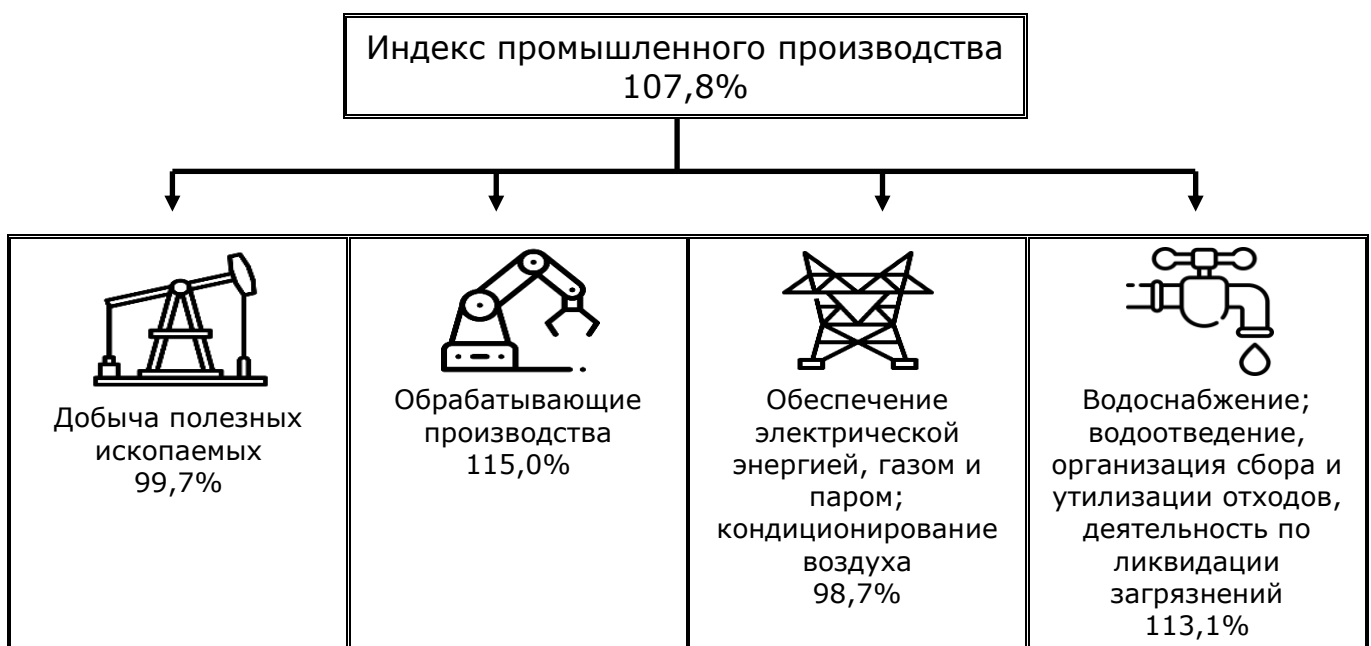 Индекс промышленного производства
107,8%
Добыча полезных
ископаемых
99,7%
Обрабатывающие
производства
115,0%
Обеспечение
электрической
энергией, газом и
паром;
кондиционирование
воздуха
98,7%
Водоснабжение;
водоотведение,
организация сбора и
утилизации отходов,
деятельность по
ликвидации
загрязнений
113,1%